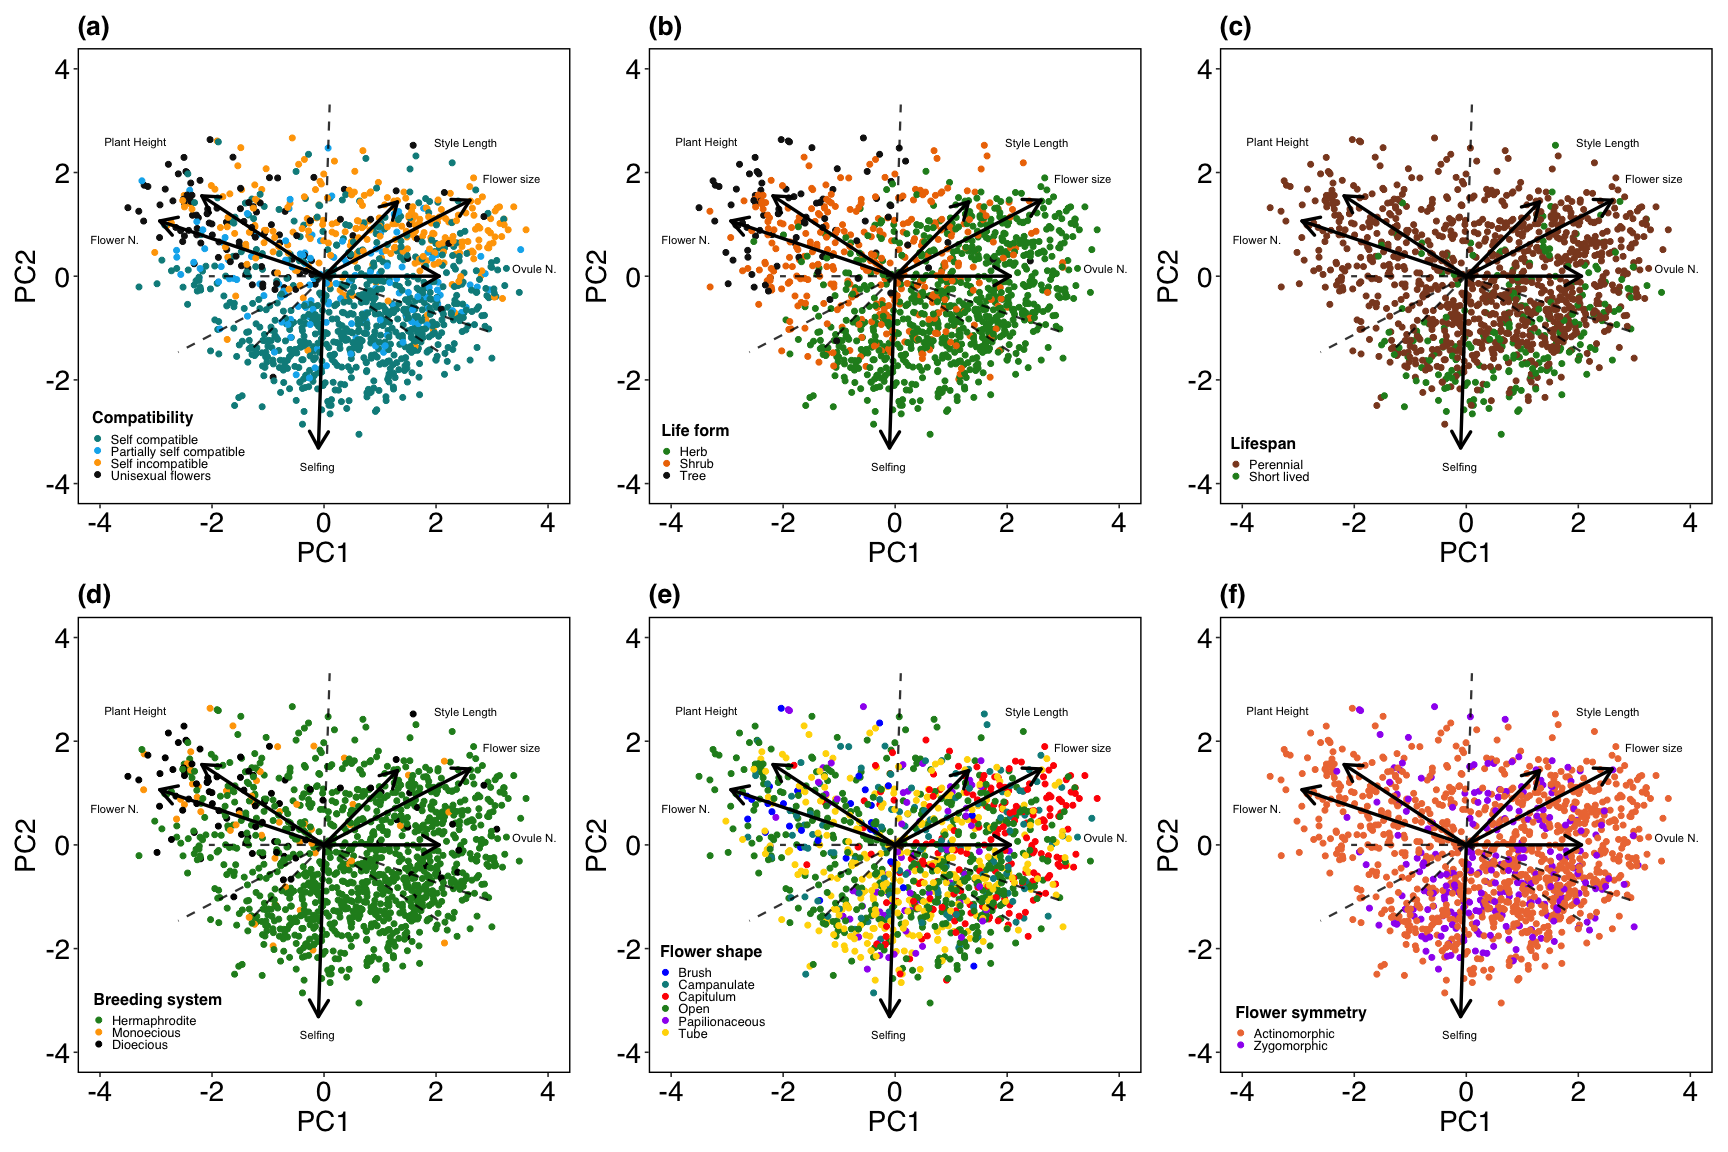 (a)
(b)
(c)
4
2
0
-2
-4
PC2
Plant Height
Style Length
Flower size
Flower N.
Ovule N.
Selfing
Compatibility
Self compatible
Partially self compatible
Self incompatible
Unisexual flowers
-4
-2
0
2
4
PC1
4
2
0
-2
-4
PC2
Plant Height
Style Length
Flower size
Flower N.
Ovule N.
Selfing
Life form
Herb
Shrub
Tree
-4
-2
0
2
4
PC1
4
2
0
-2
-4
PC2
Plant Height
Style Length
Flower size
Flower N.
Ovule N.
Selfing
Lifespan
Perennial
Short lived
-4
-2
0
2
4
PC1
(d)
(e)
(f)
4
2
0
-2
-4
PC2
Plant Height
Style Length
Flower size
Flower N.
Ovule N.
Selfing
Breeding system
Hermaphrodite
Monoecious
Dioecious
-4
-2
0
2
4
PC1
4
2
0
-2
-4
PC2
Plant Height
Style Length
Flower size
Flower N.
Ovule N.
Selfing
Flower shape
Brush
Campanulate
Capitulum
Open
Papilionaceous
Tube
-4
-2
0
2
4
PC1
4
2
0
-2
-4
PC2
Plant Height
Style Length
Flower size
Flower N.
Ovule N.
Selfing
Flower symmetry
Actinomorphic
Zygomorphic
-4
-2
0
2
4
PC1